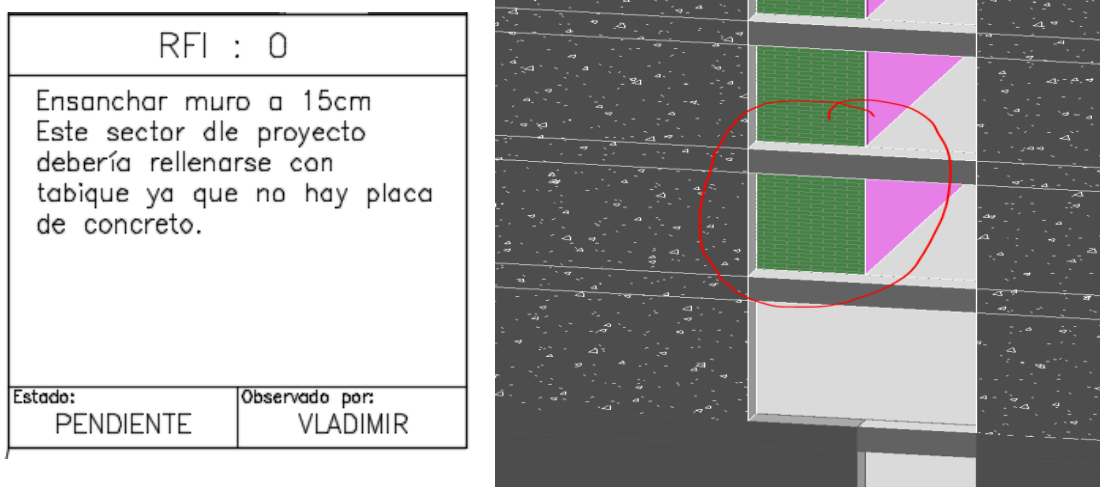 RFI : 0
Ensanchar muro a 15cm
Este sector dle proyecto
debería rellenarse con
tabique ya que no hay placa
de concreto.
Estado:
PENDIENTE
Observado por:
VLADIMIR